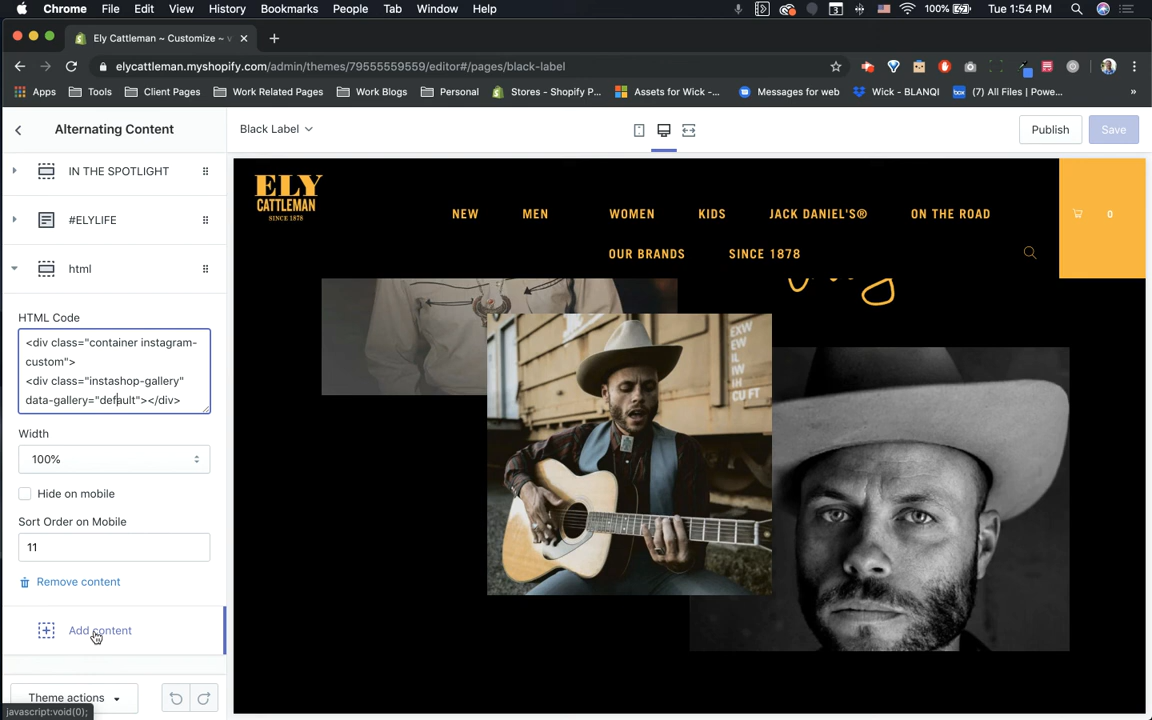 Chrome File Edit View History Bookmarks People Tab Window Help
3 100% Tue 1:54 PM
Ely Cattleman ~ Customize ~
elycattleman.myshopify.com/admin/themes/79555559559/editor#/pages/black-label
Apps Tools Client Pages Work Related Pages Work Blogs Personal Stores - Shopify P... Assets for Wick -... Messages for web Wick - BLANQI (7) All Files | Powe... »
Alternating Content
Black Label
Publish Save
IN THE SPOTLIGHT
#ELYLIFE
html
HTML Code
<div class="container instagram-
custom">
<div class="instashop-gallery"
data-gallery="default"></div>
Width
100%
Hide on mobile
Sort Order on Mobile
11
Remove content
Add content
Theme actions
javascript:void(0);
ELY
CATTLEMAN
SINCE 1878
NEW MEN WOMEN KIDS JACK DANIEL'S® ON THE ROAD
OUR BRANDS SINCE 1878
0